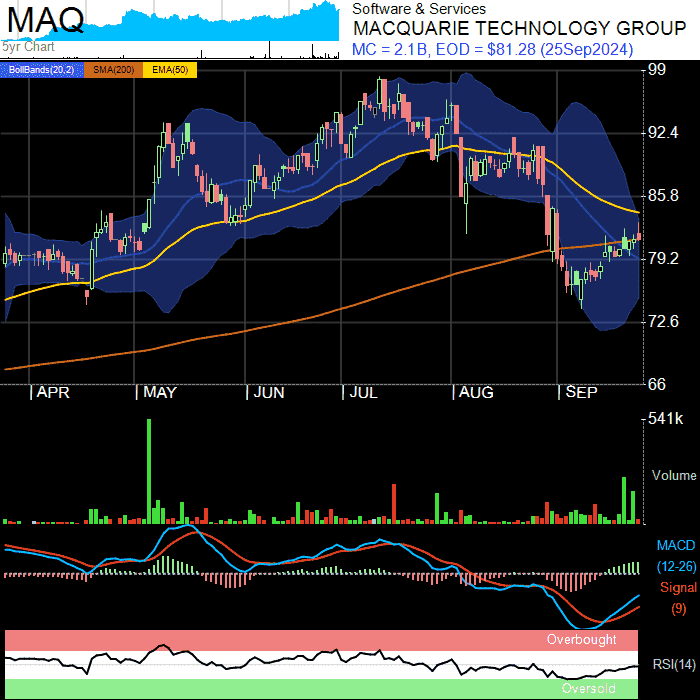 MAQ
Software & Services
MACQUARIE TECHNOLOGY GROUP
MC = 2.1B, EOD = $81.28 (25Sep2024)
5yr Chart
BollBands(20,2)
SMA(200)
EMA(50)
99
92.4
85.8
79.2
72.6
66
APR
MAY
JUN
JUL
AUG
SEP
541k
Volume
MACD
(12-26)
Signal
(9)
Overbought
RSI(14)
Oversold